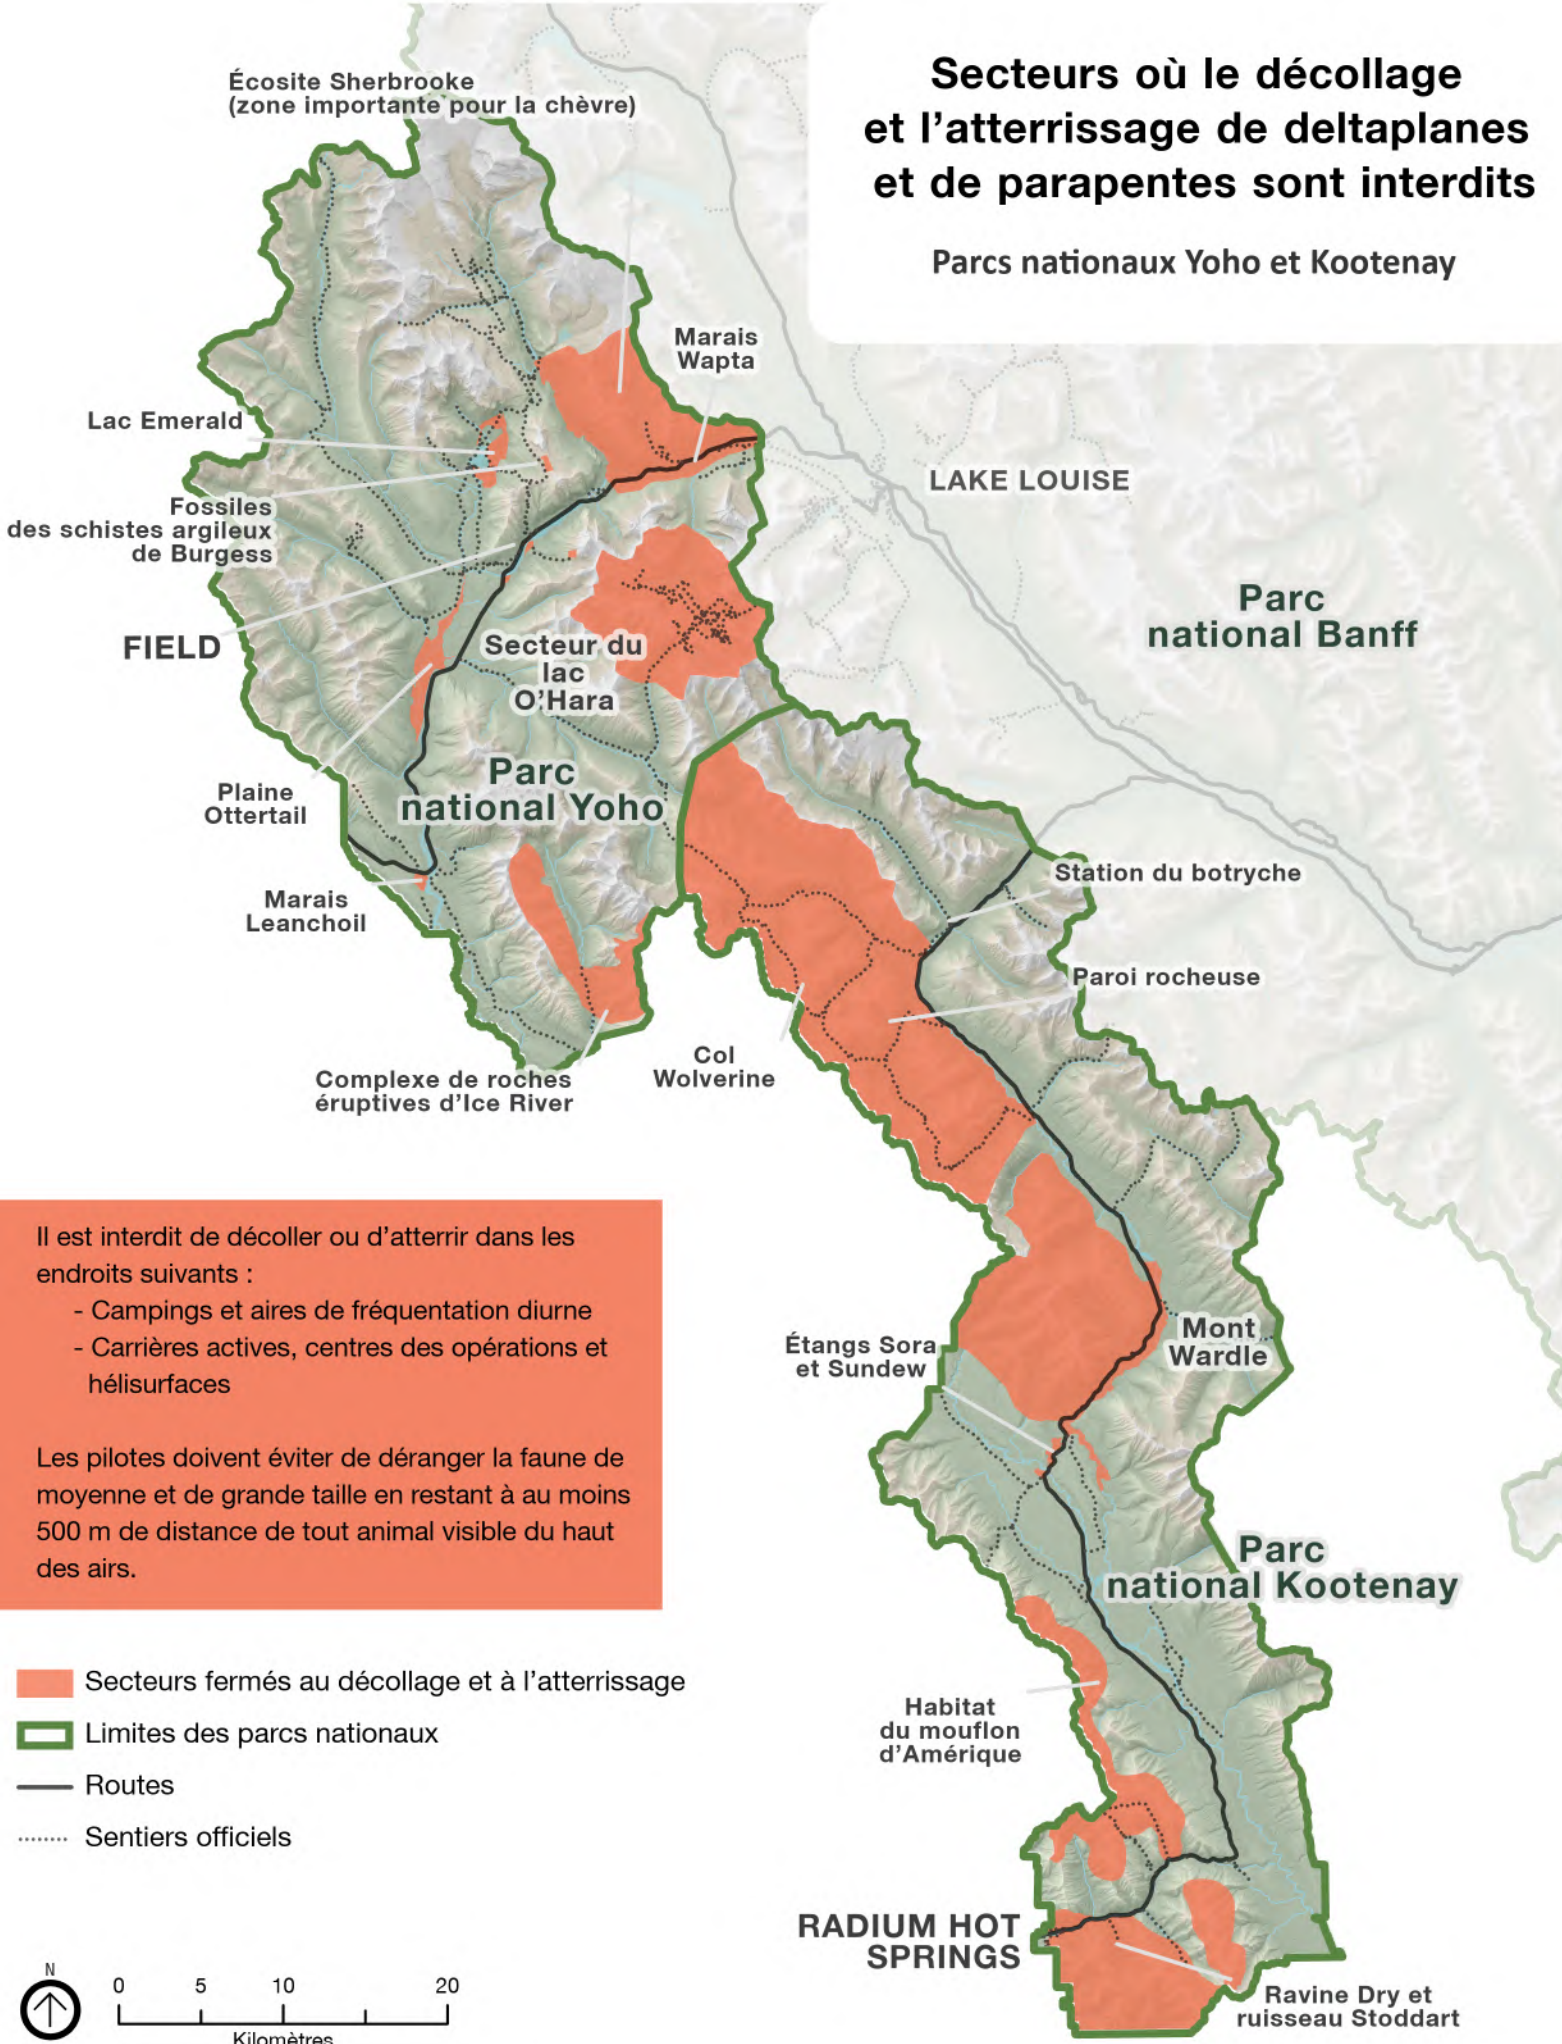 Secteurs où le décollage
et l'atterrissage de deltaplanes
et de parapentes sont interdits
Parcs nationaux Yoho et Kootenay
Écosite Sherbrooke
(zone importante pour la chèvre)
Marais
Wapta
Lac Emerald
LAKE LOUISE
Fossiles
des schistes argileux
de Burgess
Parc
national Banff
FIELD
Secteur du
lac
O'Hara
Parc
national Yoho
Plaine
Ottertail
Station du botryche
Marais
Leanchoil
Paroi rocheuse
Col
Wolverine
Complexe de roches
éruptives d'Ice River
Il est interdit de décoller ou d'atterrir dans les
endroits suivants :
- Campings et aires de fréquentation diurne
- Carrières actives, centres des opérations et
hélisurfaces
Les pilotes doivent éviter de déranger la faune de
moyenne et de grande taille en restant à au moins
500 m de distance de tout animal visible du haut
des airs.
Étangs Sora
et Sundew
Mont
Wardle
Parc
national Kootenay
Habitat
du mouflon
d'Amérique
RADIUM HOT
SPRINGS
Ravine Dry et
ruisseau Stoddart
Secteurs fermés au décollage et à l'atterrissage
Limites des parcs nationaux
Routes
Sentiers officiels
N
0 5 10 20
Kilomètres